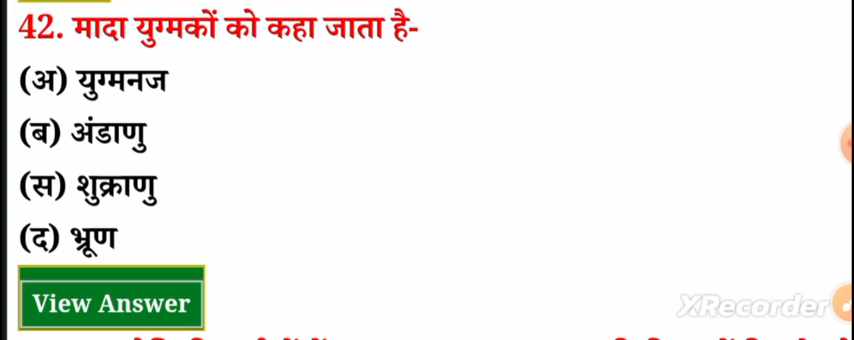 42. मादा युग्मकों को कहा जाता है-
(अ) युग्मनज
(ब) अंडाणु
(स) शुक्राणु
(द) भ्रूण
View Answer
XRecorder